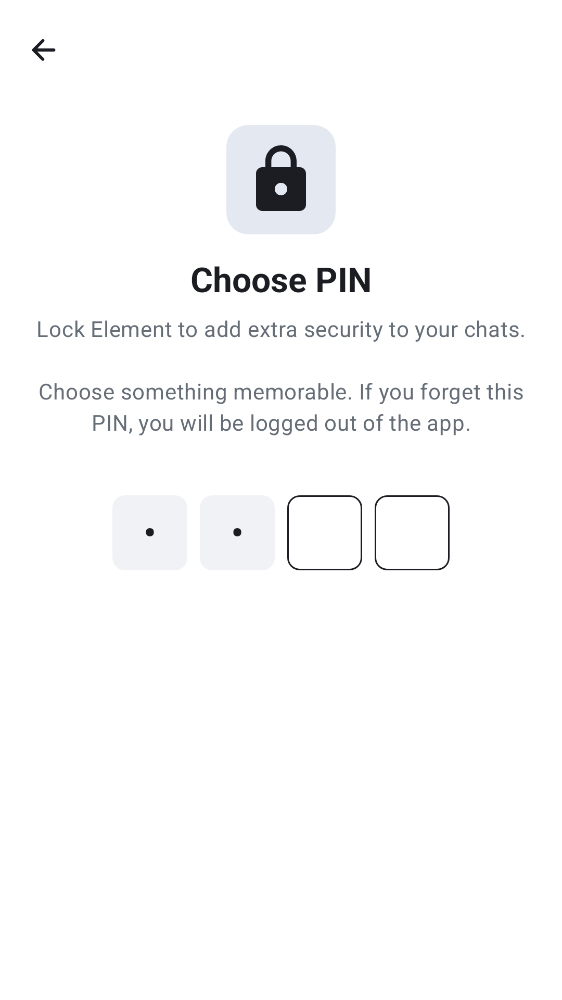 Choose PIN
Lock Element to add extra security to your chats.
Choose something memorable. If you forget this
PIN, you will be logged out of the app.